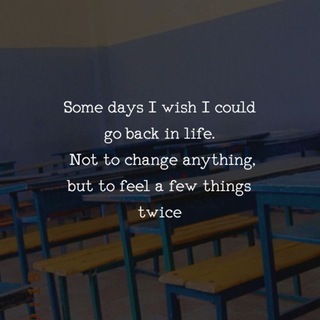 Some days I wish I could
go back in life.
Not to change anything,
but to feel a few things
twice